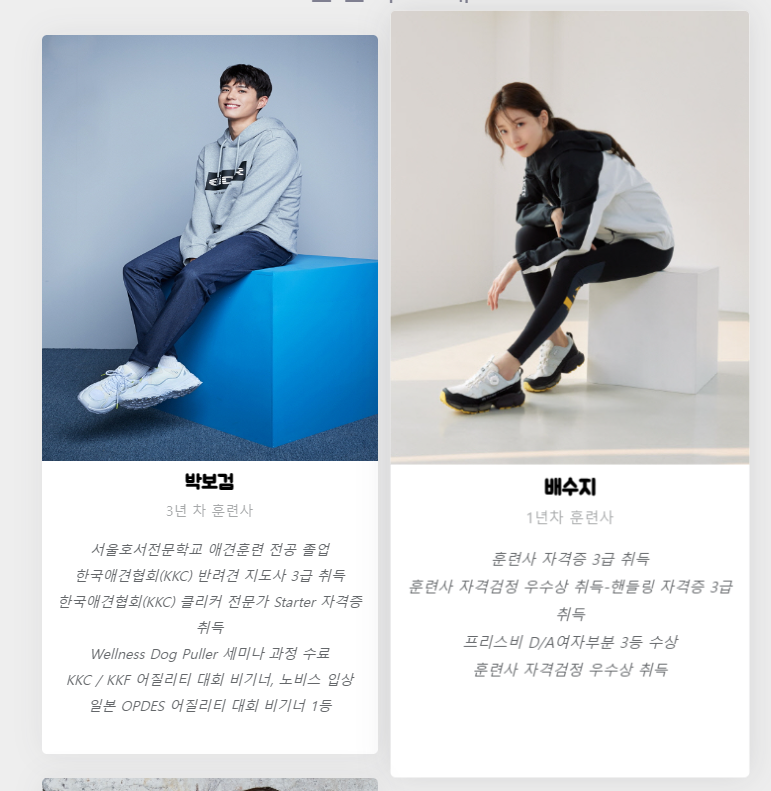 박보검
3년 차 훈련사
서울호서전문학교 애견훈련 전공 졸업
한국애견협회(KKC) 반려견 지도사 3급 취득
한국애견협회(KKC) 클리커 전문가 Starter 자격증
취득
Wellness Dog Puller 세미나 과정 수료
KKC / KKF 어질리티 대회 비기너, 노비스 입상
일본 OPDES 어질리티 대회 비기너 1등
배수지
1년차 훈련사
훈련사 자격증 3급 취득
훈련사 자격검정 우수상 취득-핸들링 자격증 3급
취득
프리스비 D/A여자부분 3등 수상
훈련사 자격검정 우수상 취득